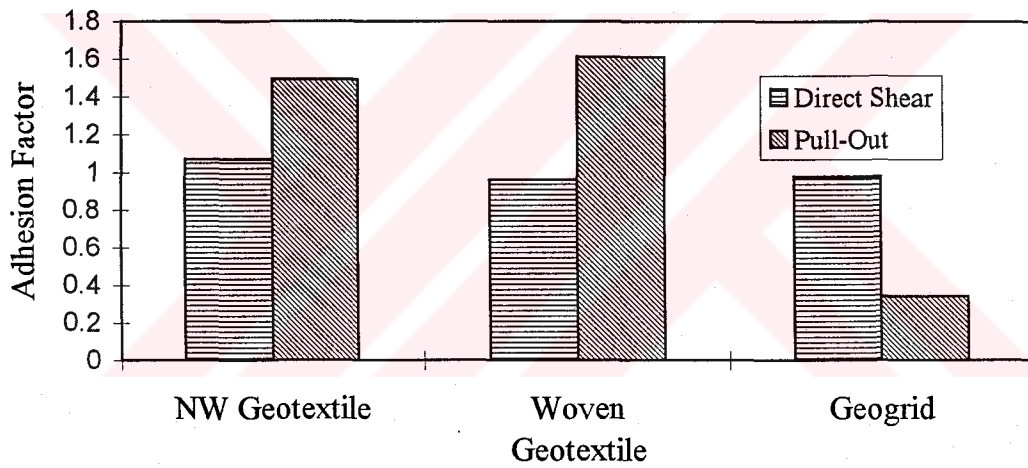 1.8
1.6
1.4
1.2
1
0.8
0.6
0.4
0.2
0
Adhesion Factor
Direct Shear
Pull-Out
NW Geotextile
Woven
Geotextile
Geogrid